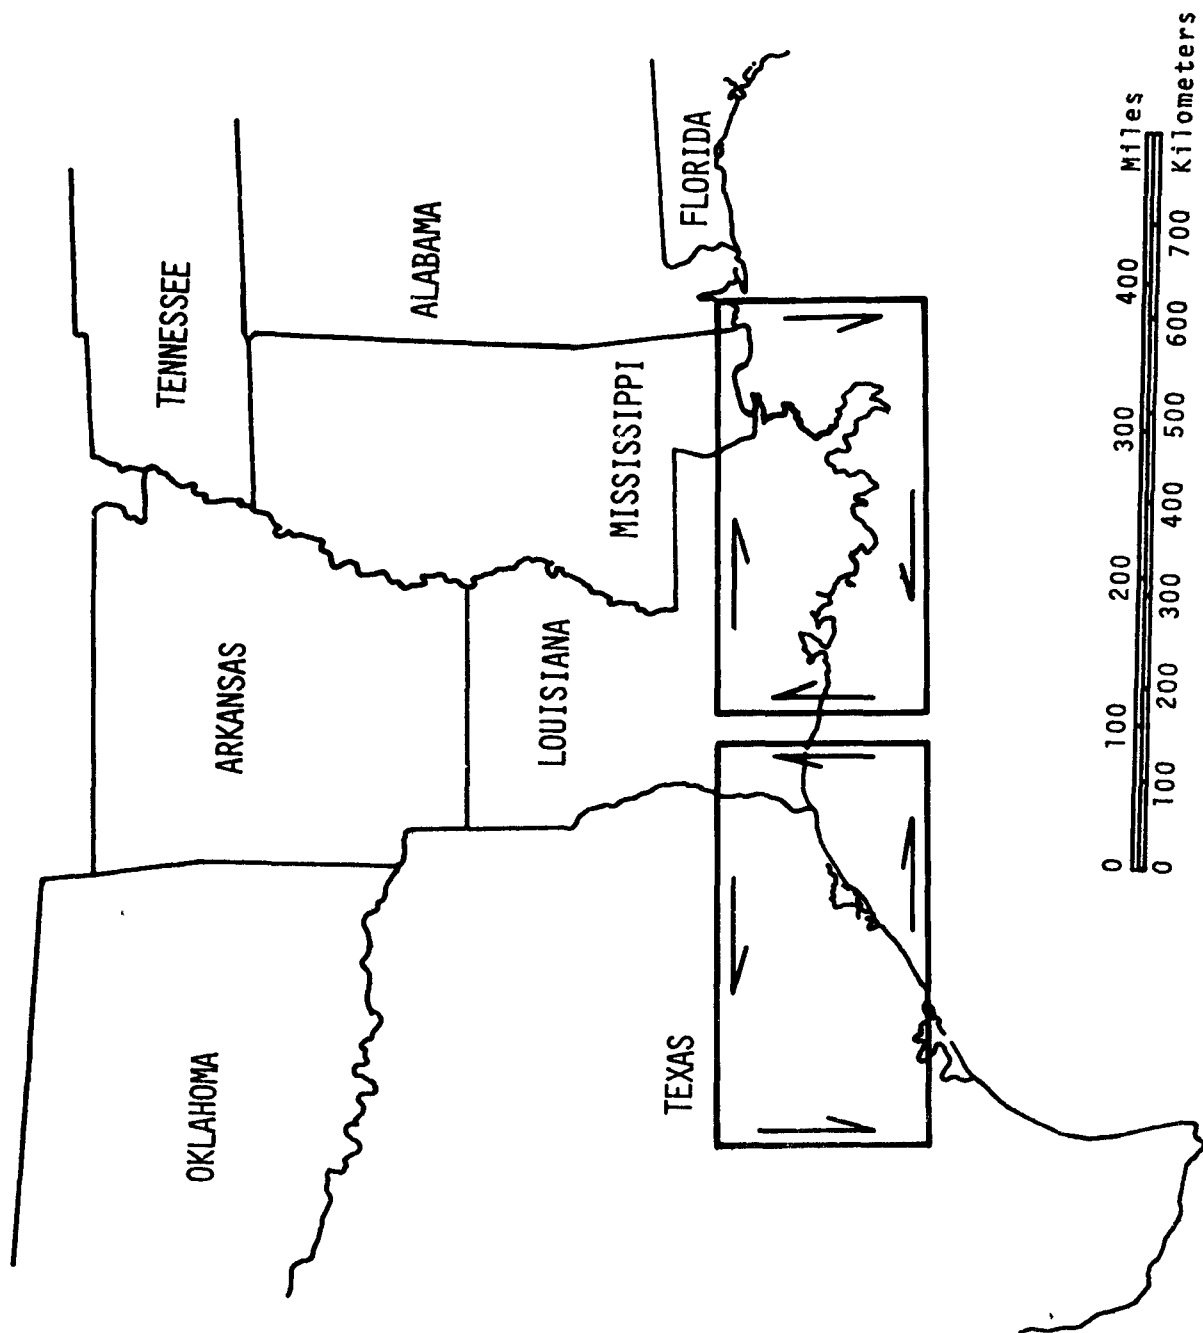 TENNESSEE
ALABAMA
FLORIDA
MISSISSIPPI
ARKANSAS
LOUISIANA
OKLAHOMA
TEXAS
0 100 200 300 400 Miles
0 100 200 300 400 500 600 700 Kilometers